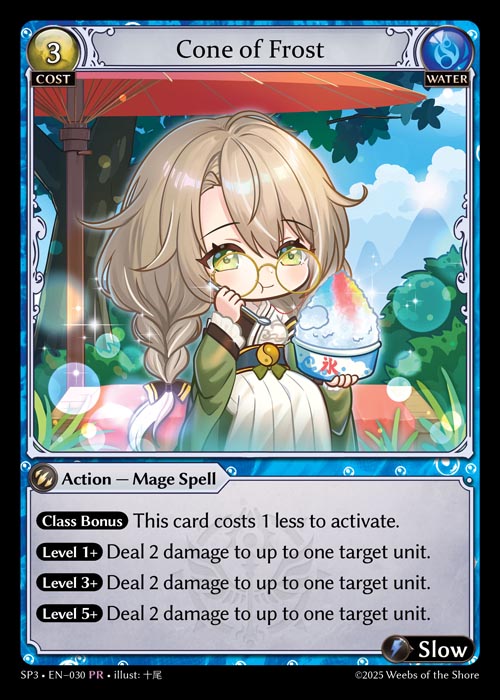 3
COST
Cone of Frost
WATER
氷
Action — Mage Spell
Class Bonus This card costs 1 less to activate.
Level 1+ Deal 2 damage to up to one target unit.
Level 3+ Deal 2 damage to up to one target unit.
Level 5+ Deal 2 damage to up to one target unit.
Slow
SP3 • EN–030 PR • illust: 十尾
©2025 Weebs of the Shore